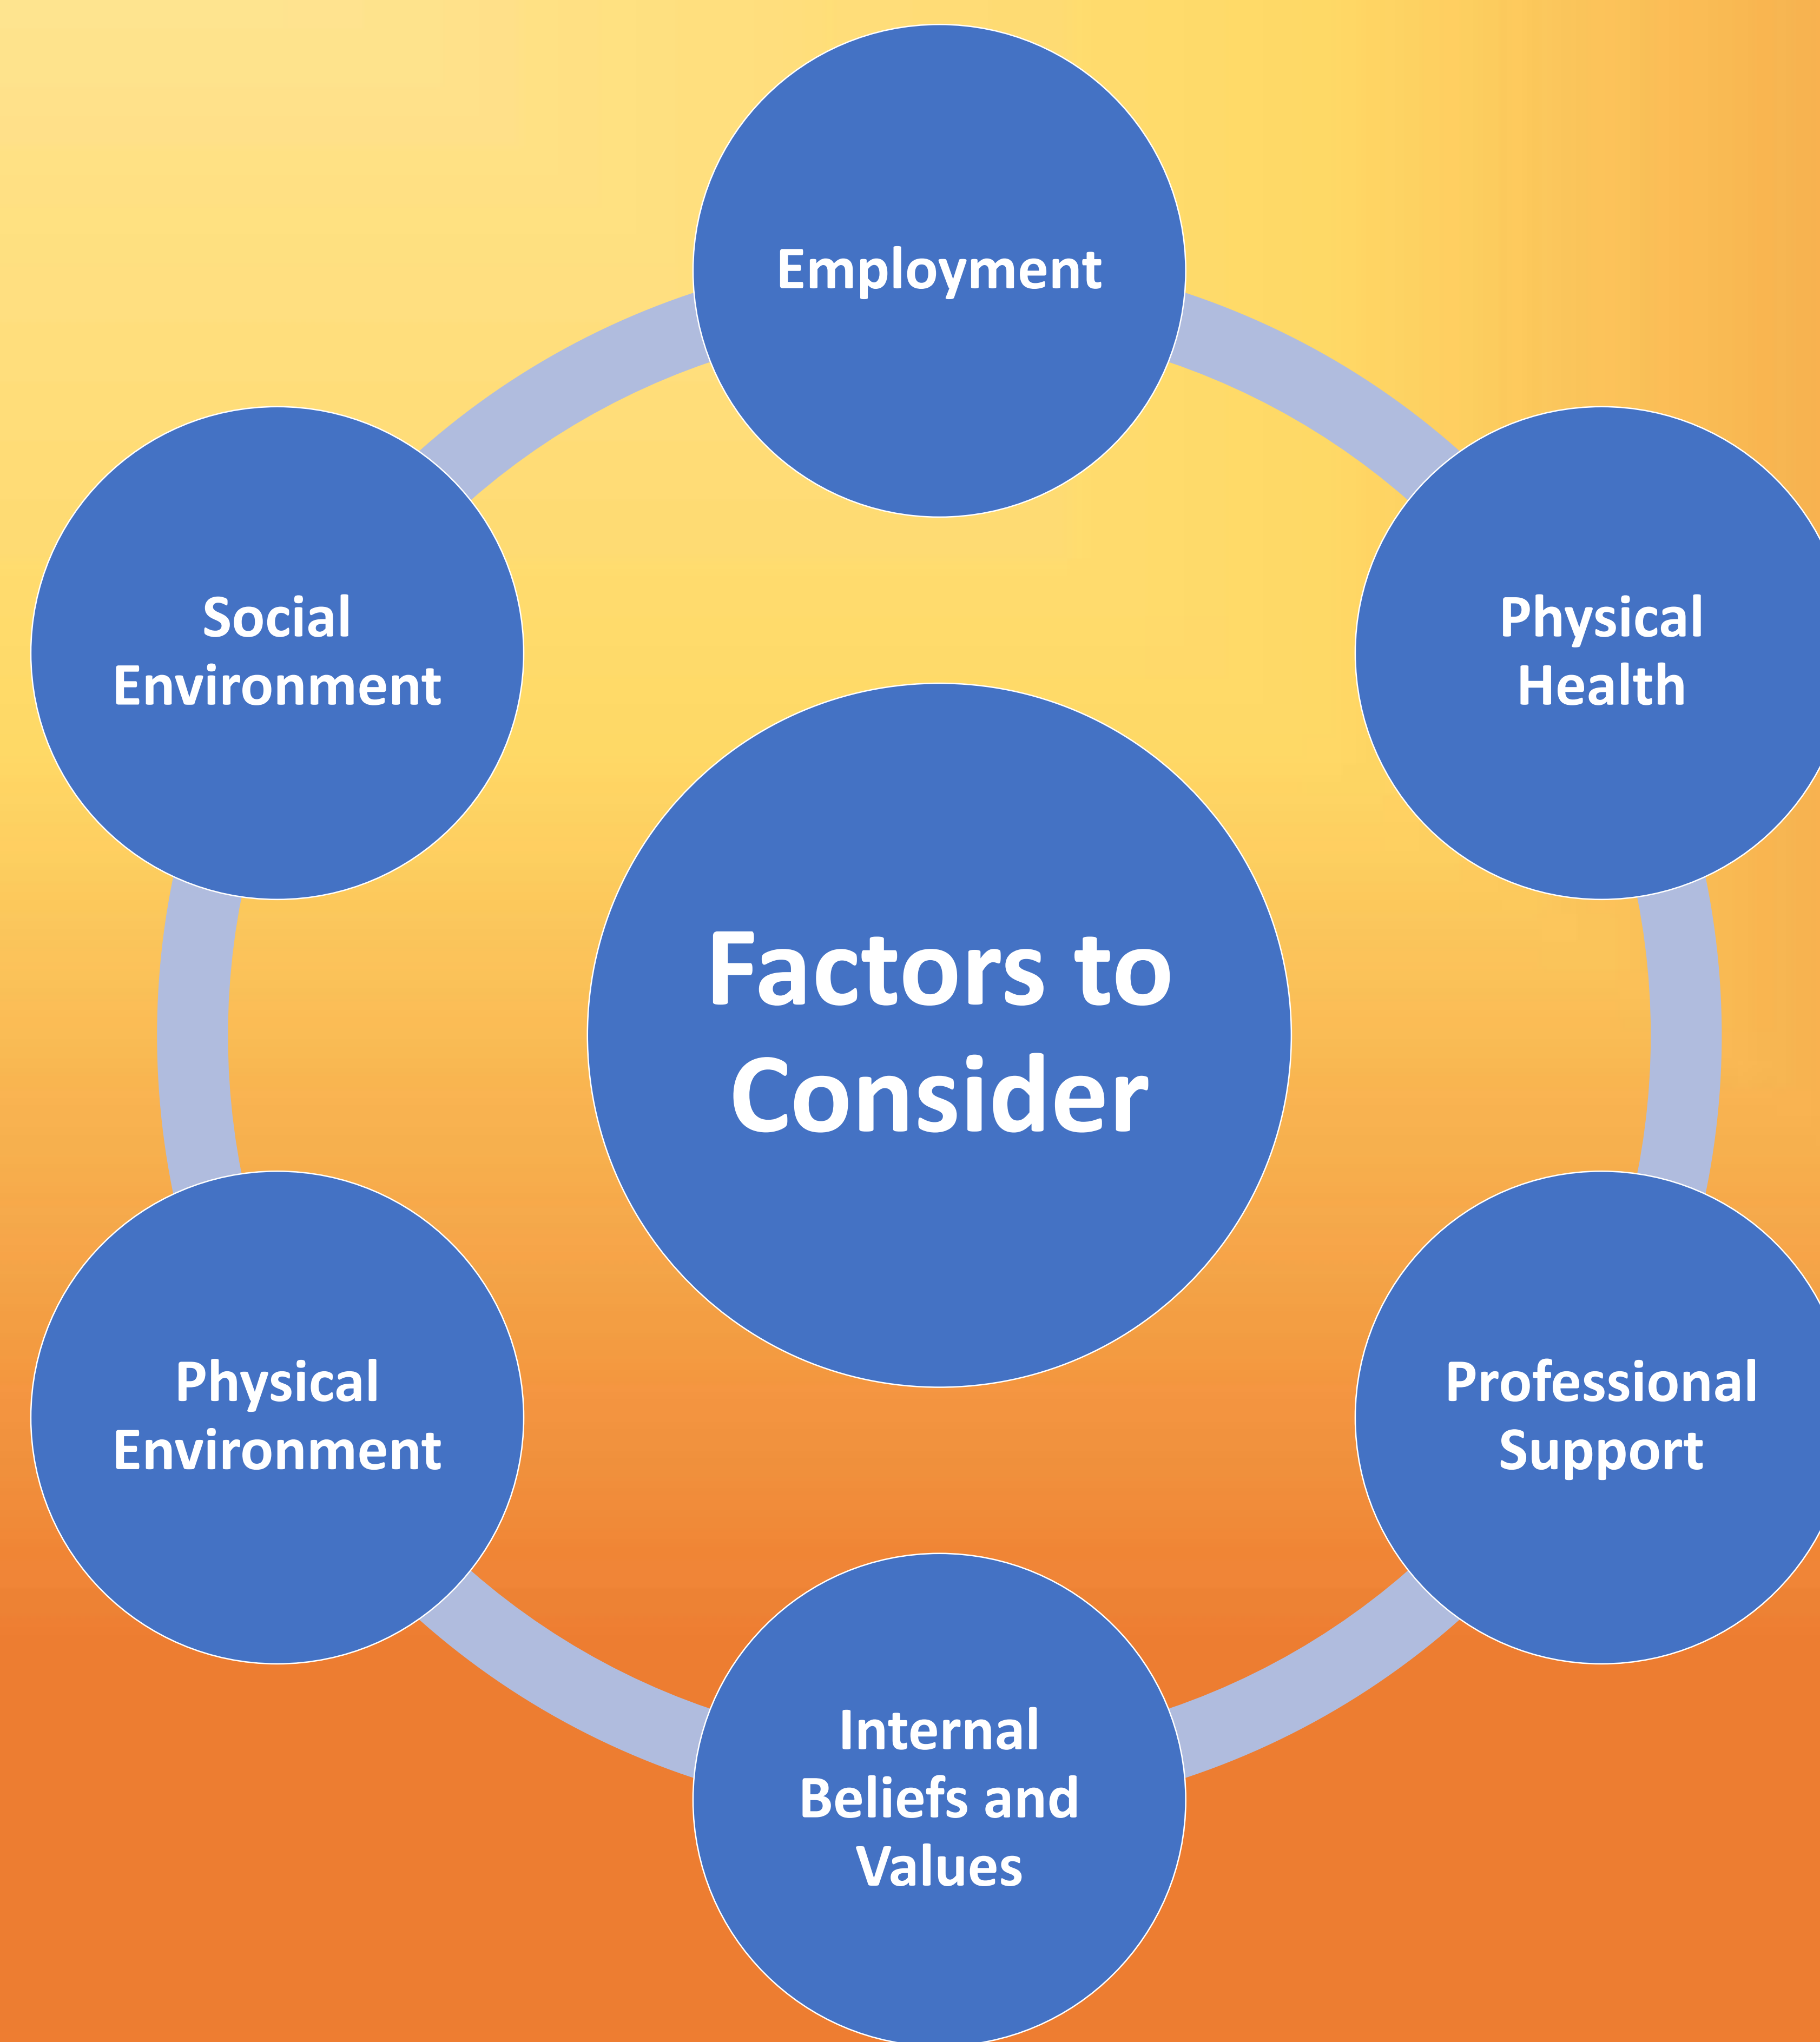 Employment
Social
Environment
Physical
Health
Factors to
Consider
Physical
Environment
Professional
Support
Internal
Beliefs and
Values